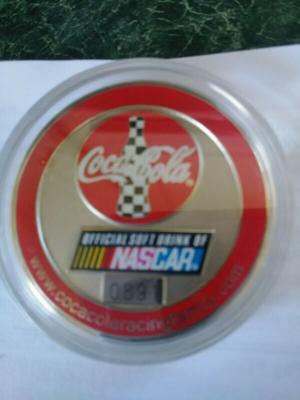 Coca-Cola®
OFFICIAL SOFT DRINK OF
NASCAR
0891
www.cocacolaracingfamily.com